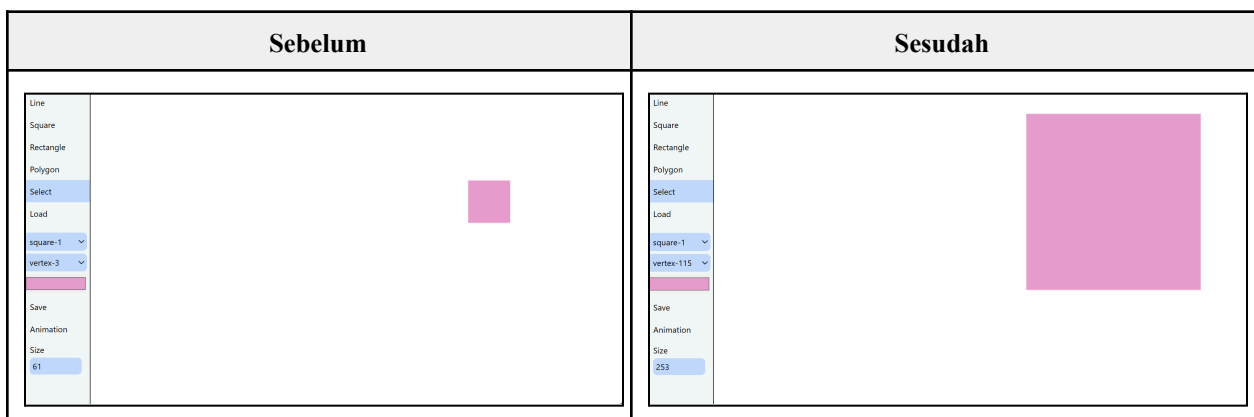 Sebelum
Sesudah
Line
Square
Rectangle
Polygon
Select
Load
square-1
vertex-3
Save
Animation
Size
61
Line
Square
Rectangle
Polygon
Select
Load
square-1
vertex-115
Save
Animation
Size
253